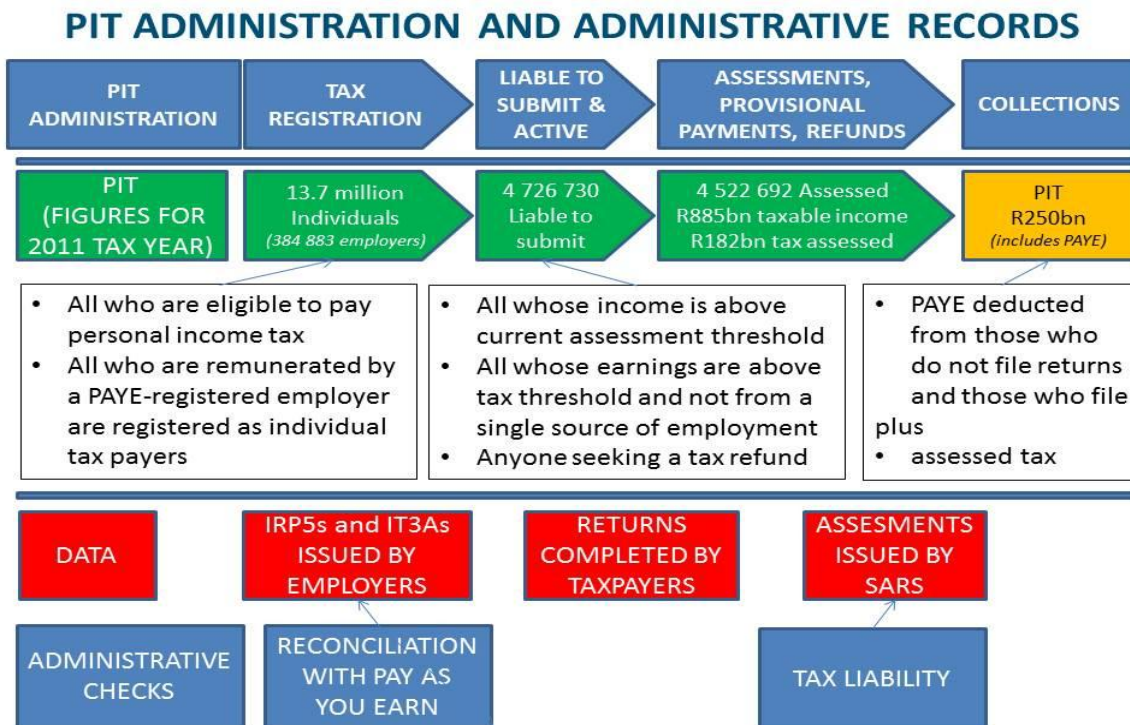 PIT ADMINISTRATION AND ADMINISTRATIVE RECORDS
PIT
ADMINISTRATION
TAX
REGISTRATION
LIABLE TO
SUBMIT &
ACTIVE
ASSESSMENTS,
PROVISIONAL
PAYMENTS, REFUNDS
COLLECTIONS
PIT
(FIGURES FOR
2011 TAX YEAR)
13.7 million
Individuals
(384 883 employers)
4 726 730
Liable to
submit
4 522 692 Assessed
R885bn taxable income
R182bn tax assessed
PIT
R250bn
(includes PAYE)
• All who are eligible to pay
personal income tax
• All who are remunerated by
a PAYE-registered employer
are registered as individual
tax payers
• All whose income is above
current assessment threshold
• All whose earnings are above
tax threshold and not from a
single source of employment
• Anyone seeking a tax refund
• PAYE deducted
from those who
do not file returns
and those who file
plus
• assessed tax
DATA
IRP5s and IT3As
ISSUED BY
EMPLOYERS
RETURNS
COMPLETED BY
TAXPAYERS
ASSESMENTS
ISSUED BY
SARS
ADMINISTRATIVE
CHECKS
RECONCILIATION
WITH PAY AS
YOU EARN
TAX LIABILITY